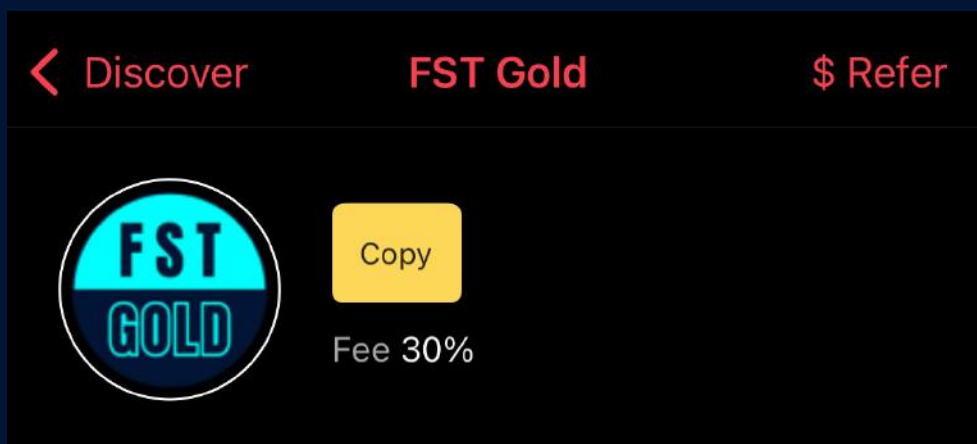 Discover
FST Gold
$ Refer
FST
GOLD
Copy
Fee 30%